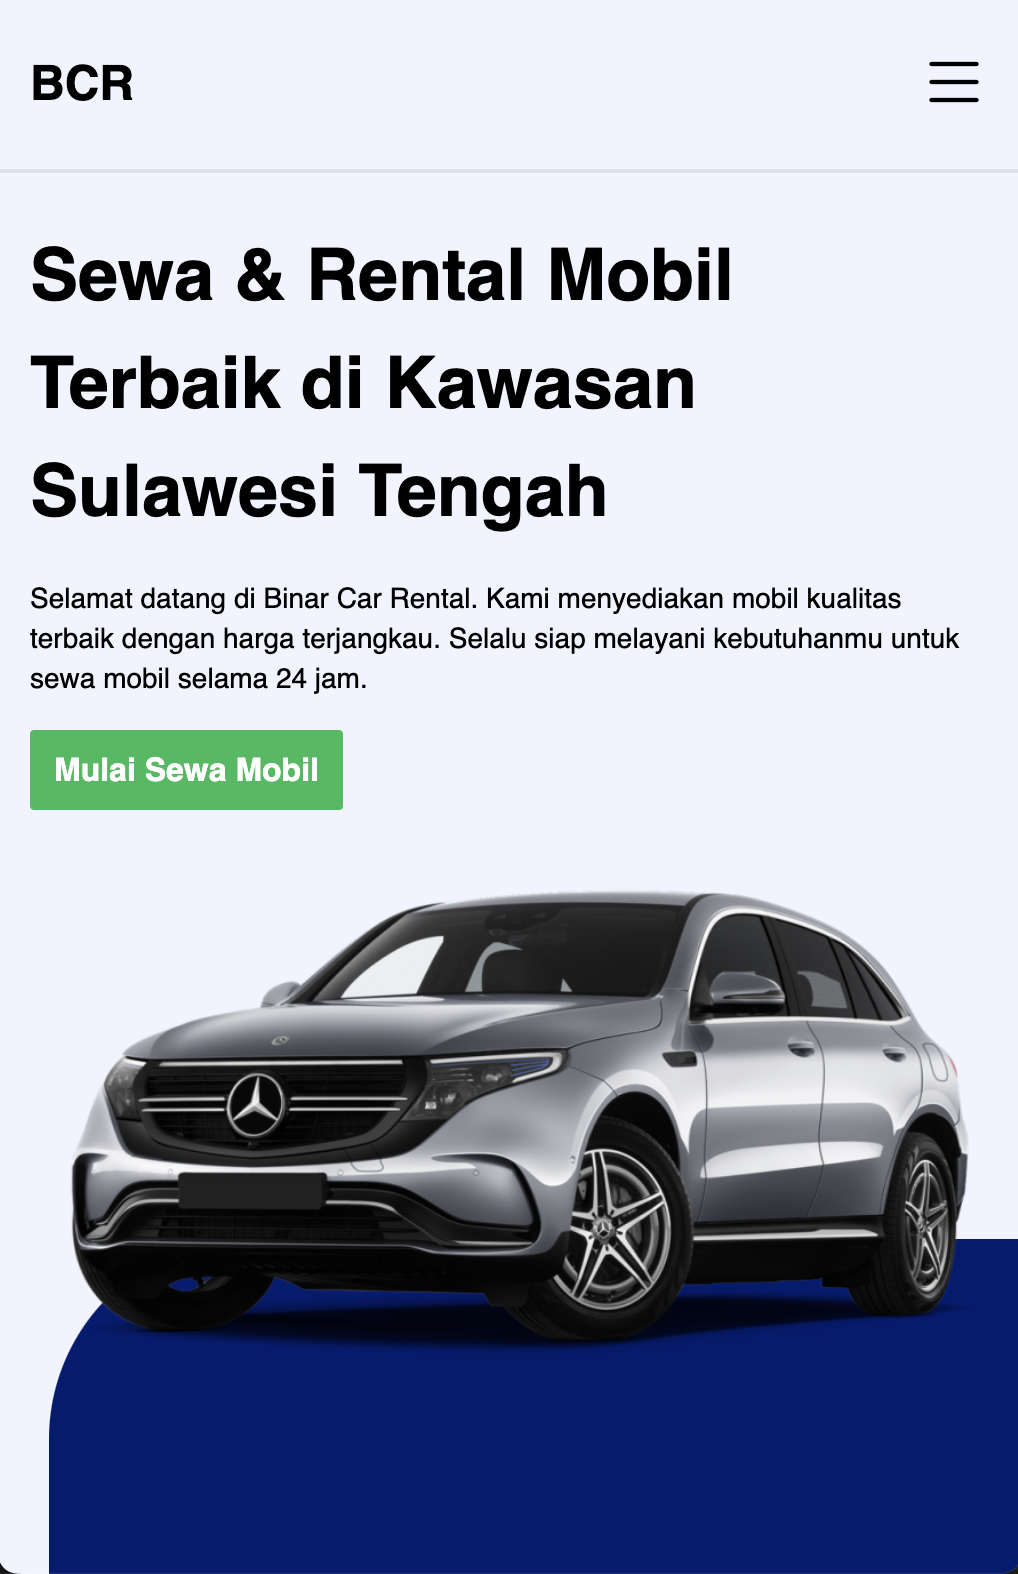 BCR
Sewa & Rental Mobil
Terbaik di Kawasan
Sulawesi Tengah
Selamat datang di Binar Car Rental. Kami menyediakan mobil kualitas
terbaik dengan harga terjangkau. Selalu siap melayani kebutuhanmu untuk
sewa mobil selama 24 jam.
Mulai Sewa Mobil